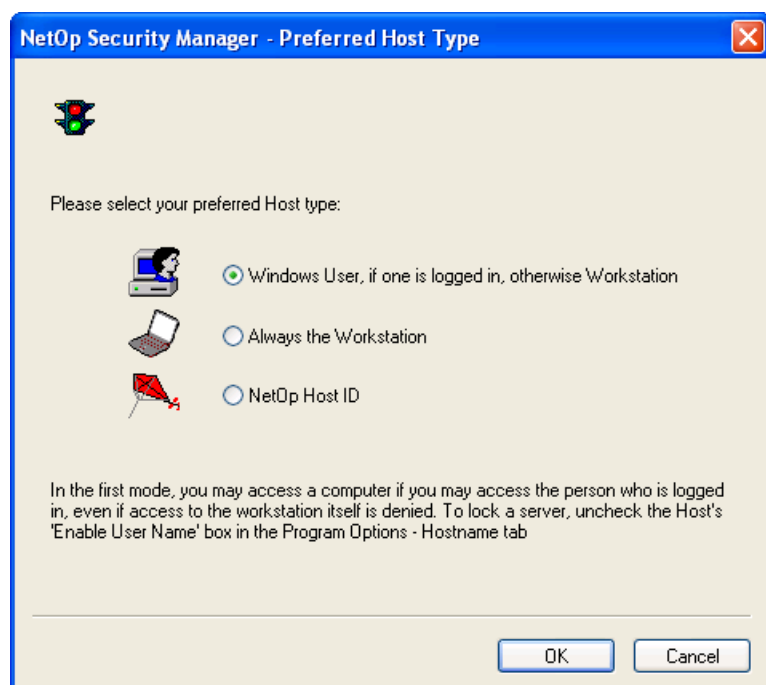 NetOp Security Manager - Preferred Host Type
Please select your preferred Host type:
Windows User, if one is logged in, otherwise Workstation
Always the Workstation
NetOp Host ID
In the first mode, you may access a computer if you may access the person who is logged
in, even if access to the workstation itself is denied. To lock a server, uncheck the Host's
'Enable User Name' box in the Program Options - Hostname tab
OK
Cancel